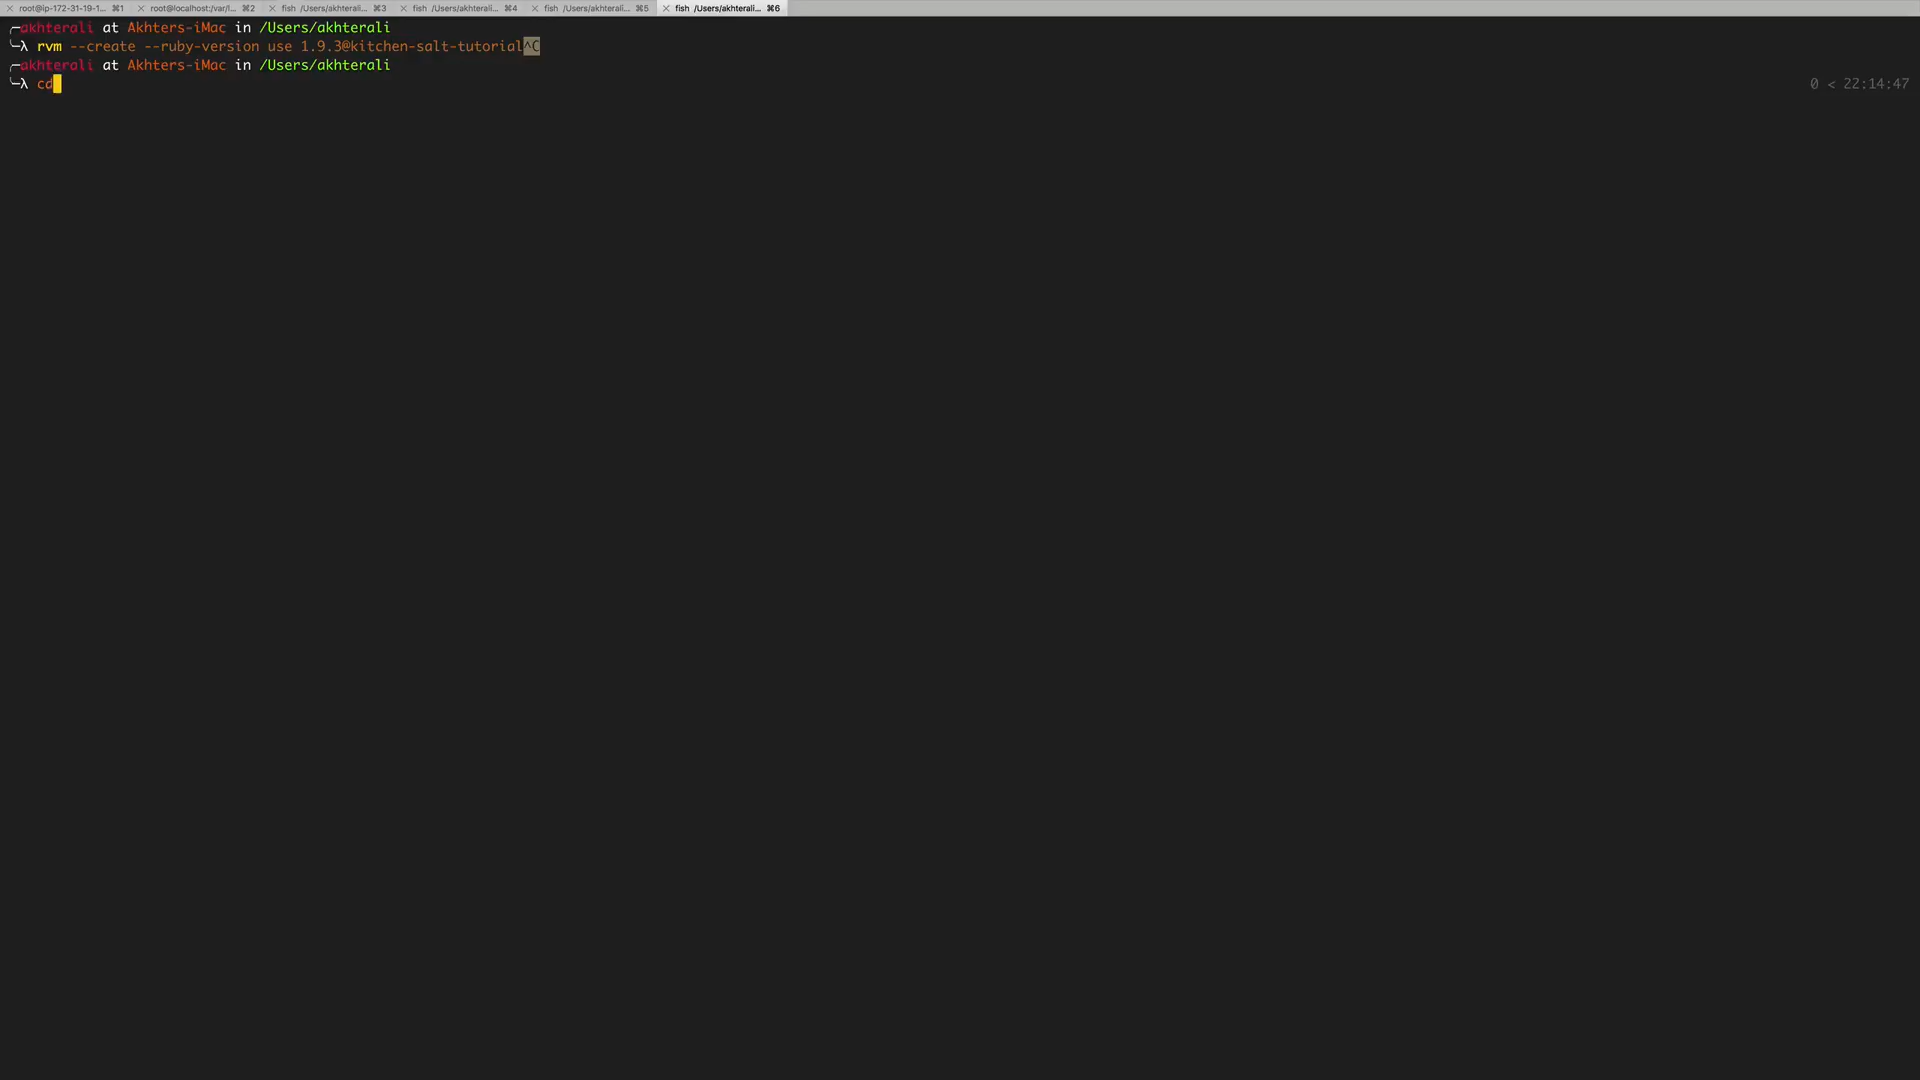 root@ip-172-31-19-1... ⌘1 root@localhost:/var/l... ⌘2 fish /Users/akhterali... ⌘3 fish /Users/akhterali... ⌘4 fish /Users/akhterali... ⌘5 fish /Users/akhterali... ⌘6
╭─akhterali at Akhters-iMac in /Users/akhterali
╰─λ rvm --create --ruby-version use 1.9.3@kitchen-salt-tutorial^C
╭─akhterali at Akhters-iMac in /Users/akhterali
╰─λ cd 0 < 22:14:47